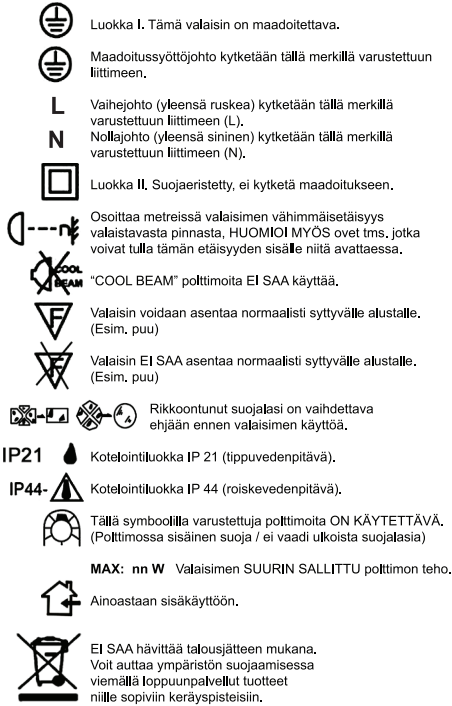 Luokka I. Tämä valaisin on maadoitettava.
Maadoitussyöttöjohto kytketään tällä merkillä varustettuun
liittimeen.
L Vaihejohto (yleensä ruskea) kytketään tällä merkillä
varustettuun liittimeen (L).
N Nollajohto (yleensä sininen) kytketään tällä merkillä
varustettuun liittimeen (N).
Luokka II. Suojaeristetty, ei kytketä maadoitukseen.
Osoittaa metreissä valaisimen vähimmäisetäisyys
valaistavasta pinnasta, HUOMIOI MYÖS ovet tms. jotka
voivat tulla tämän etäisyyden sisälle niitä avattaessa.
COOL
BEAM
"COOL BEAM" polttimoita EI SAA käyttää.
F Valaisin voidaan asentaa normaalisti syttyvälle alustalle.
(Esim. puu)
F Valaisin EI SAA asentaa normaalisti syttyvälle alustalle.
(Esim. puu)
Rikkoontunut suojalasi on vaihdettava
ehjään ennen valaisimen käyttöä.
IP21 Kotelointiluokka IP 21 (tippuvedenpitävä).
IP44- Kotelointiluokka IP 44 (roiskevedenpitävä).
Tällä symboolilla varustettuja polttimoita ON KÄYTETTÄVÄ.
(Polttimossa sisäinen suoja / ei vaadi ulkoista suojalasia)
MAX: nn W Valaisimen SUURIN SALLITTU polttimon teho.
Ainoastaan sisäkäyttöön.
EI SAA hävittää talousjätteen mukana.
Voit auttaa ympäristön suojaamisessa
viemällä loppuunpalvellut tuotteet
niille sopiviin keräyspisteisiin.